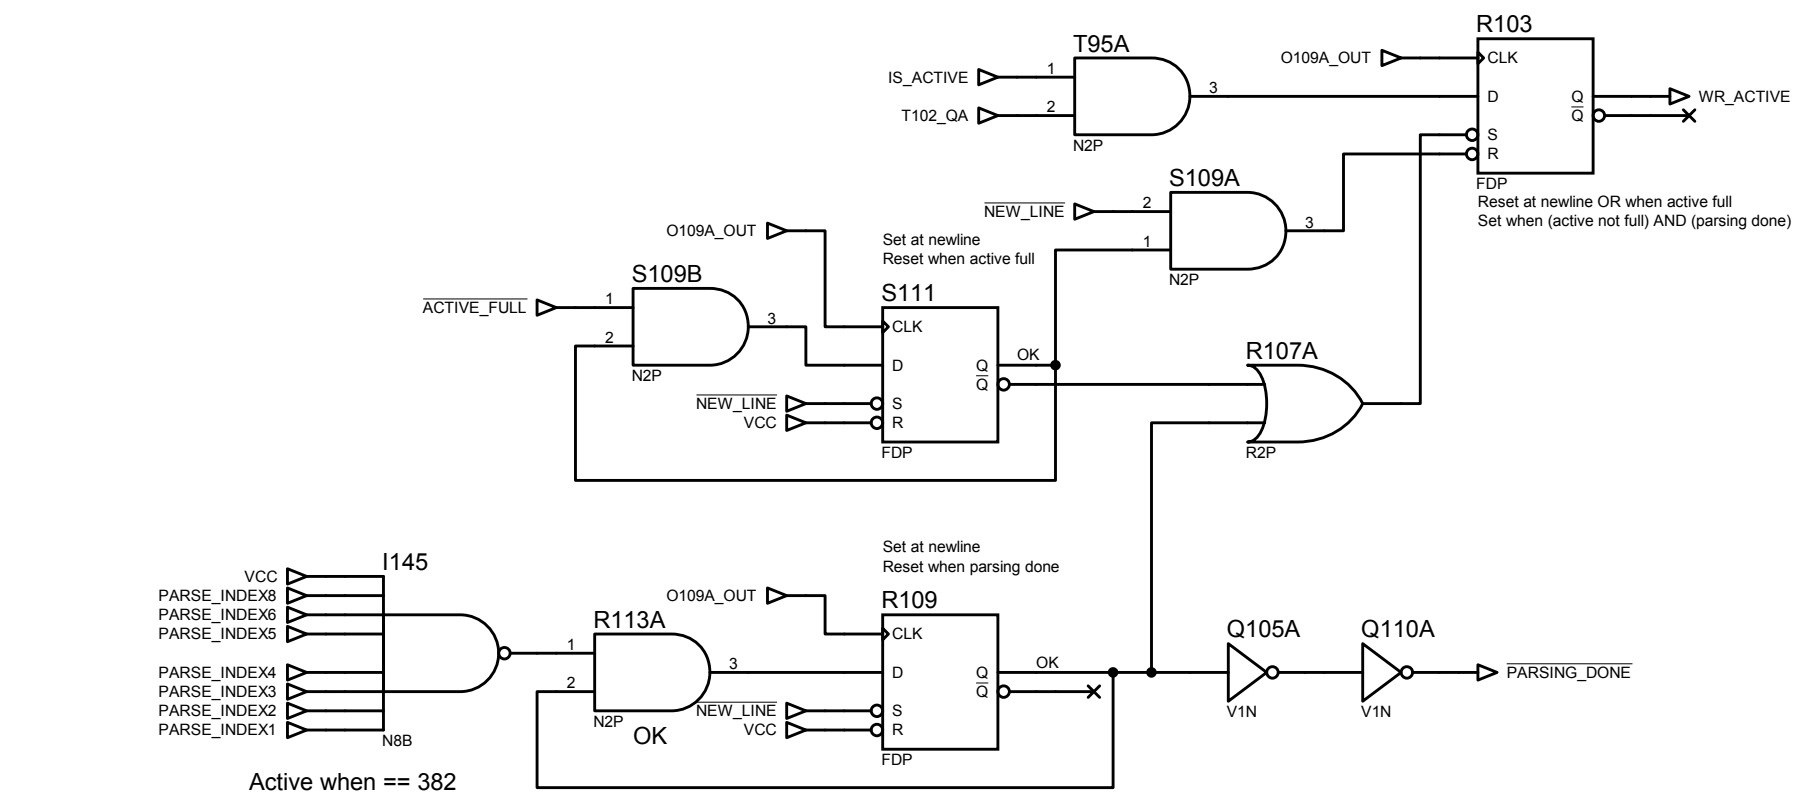 R103
T95A
O109A_OUT
CLK
IS_ACTIVE
1
3
D
Q
WR_ACTIVE
T102_QA
2
Q
N2P
S
R
S109A
FDP
Reset at newline OR when active full
Set when (active not full) AND (parsing done)
NEW_LINE
2
O109A_OUT
3
Set at newline
Reset when active full
1
S109B
N2P
S111
ACTIVE_FULL
1
3
CLK
2
OK
R107A
D
Q
N2P
Q
NEW_LINE
S
VCC
R
FDP
R2P
Set at newline
Reset when parsing done
I145
VCC
PARSE_INDEX8
O109A_OUT
R109
PARSE_INDEX6
R113A
Q105A
Q110A
PARSE_INDEX5
CLK
1
3
OK
PARSE_INDEX4
D
Q
PARSING_DONE
PARSE_INDEX3
2
Q
PARSE_INDEX2
NEW_LINE
S
V1N
V1N
N2P
PARSE_INDEX1
VCC
R
OK
N8B
FDP
Active when == 382